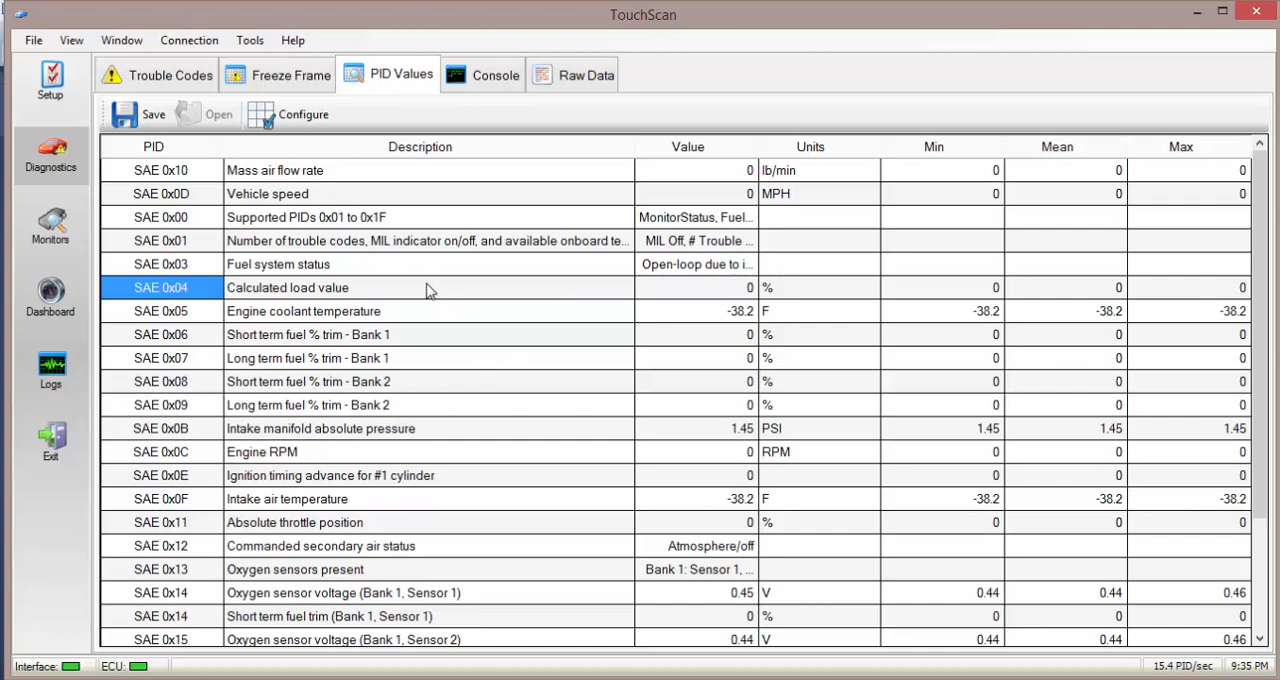 TouchScan
File View Window Connection Tools Help
Setup
Diagnostics
Monitors
Dashboard
Logs
Exit
Trouble Codes Freeze Frame PID Values Console Raw Data
Save Open Configure
PID Description Value Units Min Mean Max
SAE 0x10 Mass air flow rate 0 lb/min 0 0 0
SAE 0x0D Vehicle speed 0 MPH 0 0 0
SAE 0x00 Supported PIDs 0x01 to 0x1F MonitorStatus, Fuel...
SAE 0x01 Number of trouble codes, MIL indicator on/off, and available onboard te... MIL Off, # Trouble ...
SAE 0x03 Fuel system status Open-loop due to i...
SAE 0x04 Calculated load value 0 % 0 0 0
SAE 0x05 Engine coolant temperature -38.2 F -38.2 -38.2 -38.2
SAE 0x06 Short term fuel % trim - Bank 1 0 % 0 0 0
SAE 0x07 Long term fuel % trim - Bank 1 0 % 0 0 0
SAE 0x08 Short term fuel % trim - Bank 2 0 % 0 0 0
SAE 0x09 Long term fuel % trim - Bank 2 0 % 0 0 0
SAE 0x0B Intake manifold absolute pressure 1.45 PSI 1.45 1.45 1.45
SAE 0x0C Engine RPM 0 RPM 0 0 0
SAE 0x0E Ignition timing advance for #1 cylinder 0 0 0 0
SAE 0x0F Intake air temperature -38.2 F -38.2 -38.2 -38.2
SAE 0x11 Absolute throttle position 0 % 0 0 0
SAE 0x12 Commanded secondary air status Atmosphere/off
SAE 0x13 Oxygen sensors present Bank 1: Sensor 1, ...
SAE 0x14 Oxygen sensor voltage (Bank 1, Sensor 1) 0.45 V 0.44 0.44 0.46
SAE 0x14 Short term fuel trim (Bank 1, Sensor 1) 0 % 0 0 0
SAE 0x15 Oxygen sensor voltage (Bank 1, Sensor 2) 0.44 V 0.44 0.44 0.46
Interface: ECU: 15.4 PID/sec 9:35 PM